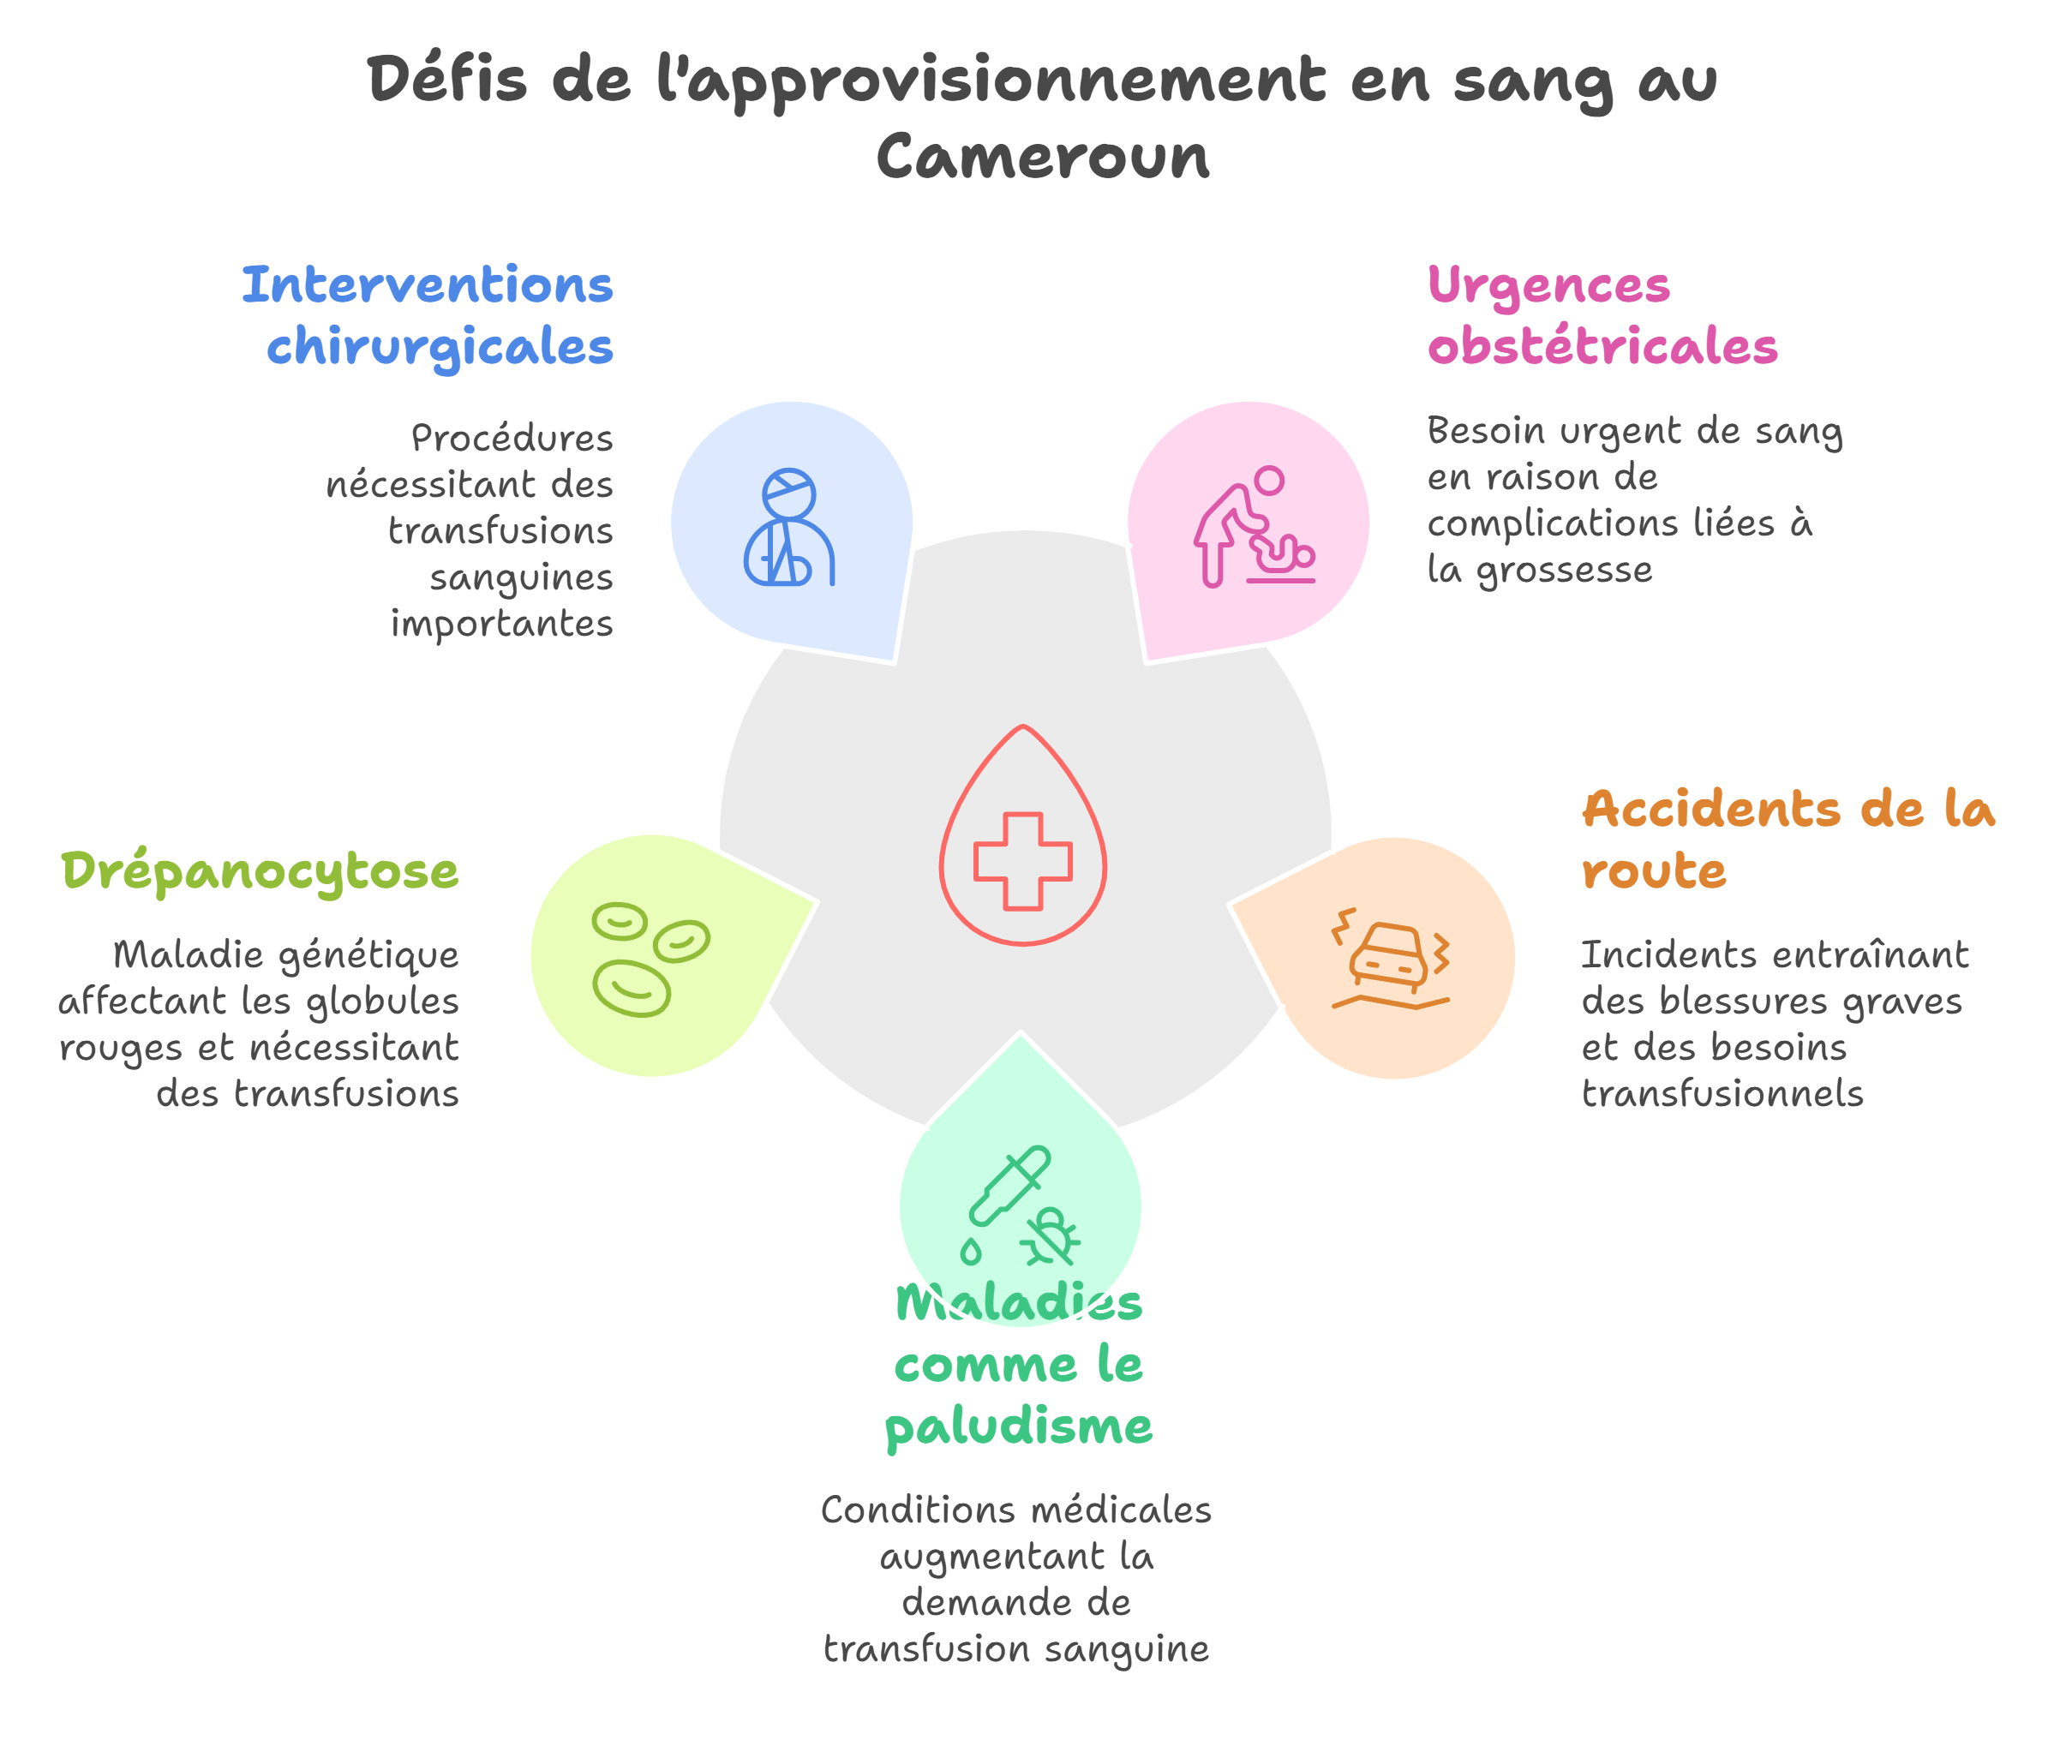 Défis de l'approvisionnement en sang au
Cameroun
Interventions
chirurgicales
Procédures
nécessitant des
transfusions
sanguines
importantes
Urgences
obstétricales
Besoin urgent de sang
en raison de
complications liées à
la grossesse
Drépanocytose
Maladie génétique
affectant les globules
rouges et nécessitant
des transfusions
Accidents de la
route
Incidents entraînant
des blessures graves
et des besoins
transfusionnels
Maladies
comme le
paludisme
Conditions médicales
augmentant la
demande de
transfusion sanguine